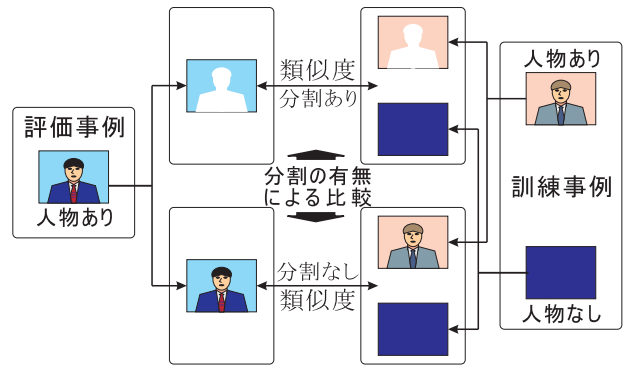 評価事例
人物あり
類似度
分割あり
分割の有無
による比較
分割なし
類似度
人物あり
訓練事例
人物なし